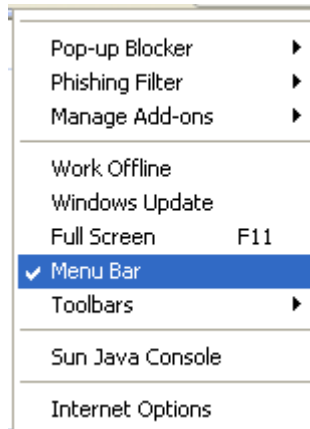 Pop-up Blocker
Phishing Filter
Manage Add-ons
Work Offline
Windows Update
Full Screen F11
Menu Bar
Toolbars
Sun Java Console
Internet Options